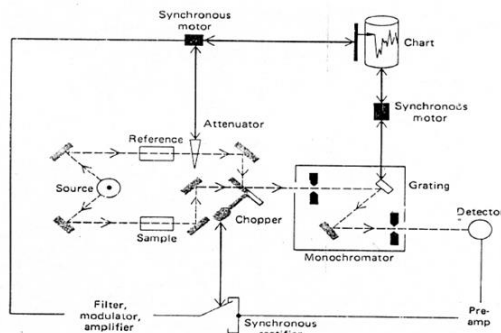 Synchronous
motor
Chart
Synchronous
motor
Attenuator
Reference
Source
Sample
Chopper
Grating
Monochromator
Detector
Filter,
modulator,
amplifier
Synchronous
Pre-
amp